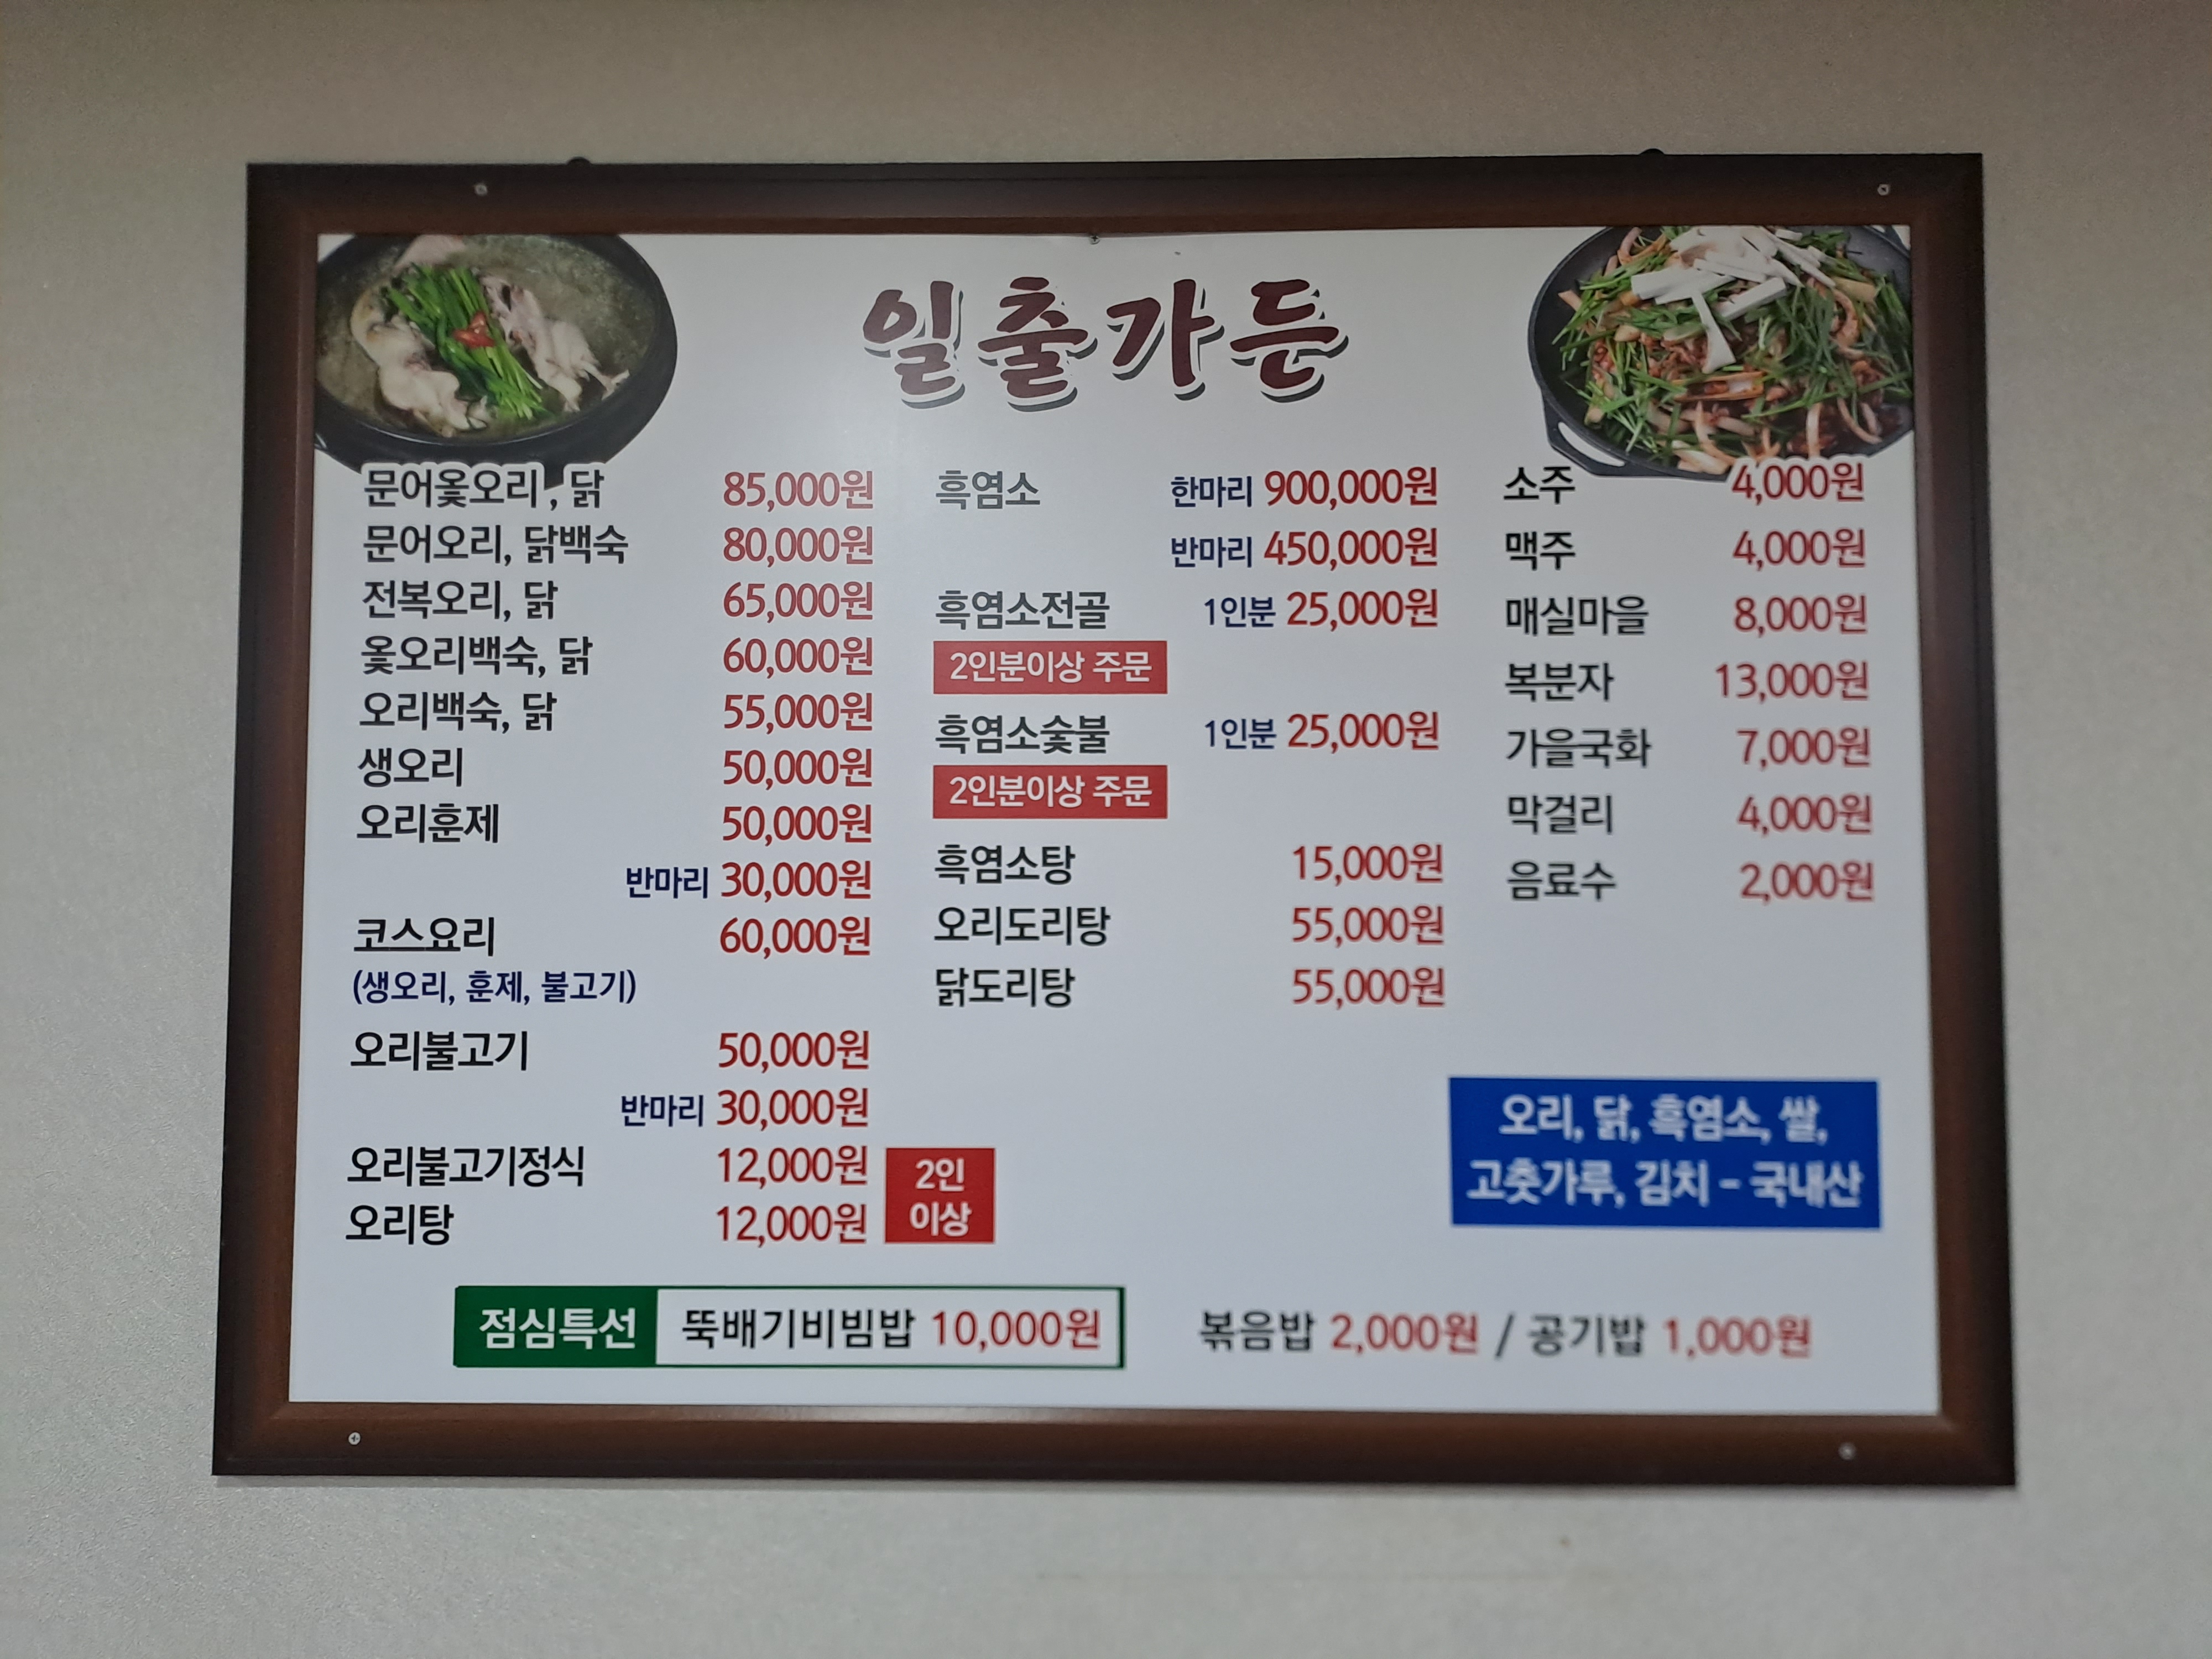 일출가든
문어옻오리, 닭 85,000원
문어오리, 닭백숙 80,000원
전복오리, 닭 65,000원
옻오리백숙, 닭 60,000원
오리백숙, 닭 55,000원
생오리 50,000원
오리훈제 50,000원
반마리 30,000원
코스요리 60,000원
(생오리, 훈제, 불고기)
오리불고기 50,000원
반마리 30,000원
오리불고기정식 12,000원
오리탕 12,000원
2인
이상
흑염소 한마리 900,000원
반마리 450,000원
흑염소전골 1인분 25,000원
2인분이상 주문
흑염소숯불 1인분 25,000원
2인분이상 주문
흑염소탕 15,000원
오리도리탕 55,000원
닭도리탕 55,000원
소주 4,000원
맥주 4,000원
매실마을 8,000원
복분자 13,000원
가을국화 7,000원
막걸리 4,000원
음료수 2,000원
오리, 닭, 흑염소, 쌀,
고춧가루, 김치 - 국내산
점심특선 뚝배기비빔밥 10,000원
볶음밥 2,000원 / 공기밥 1,000원